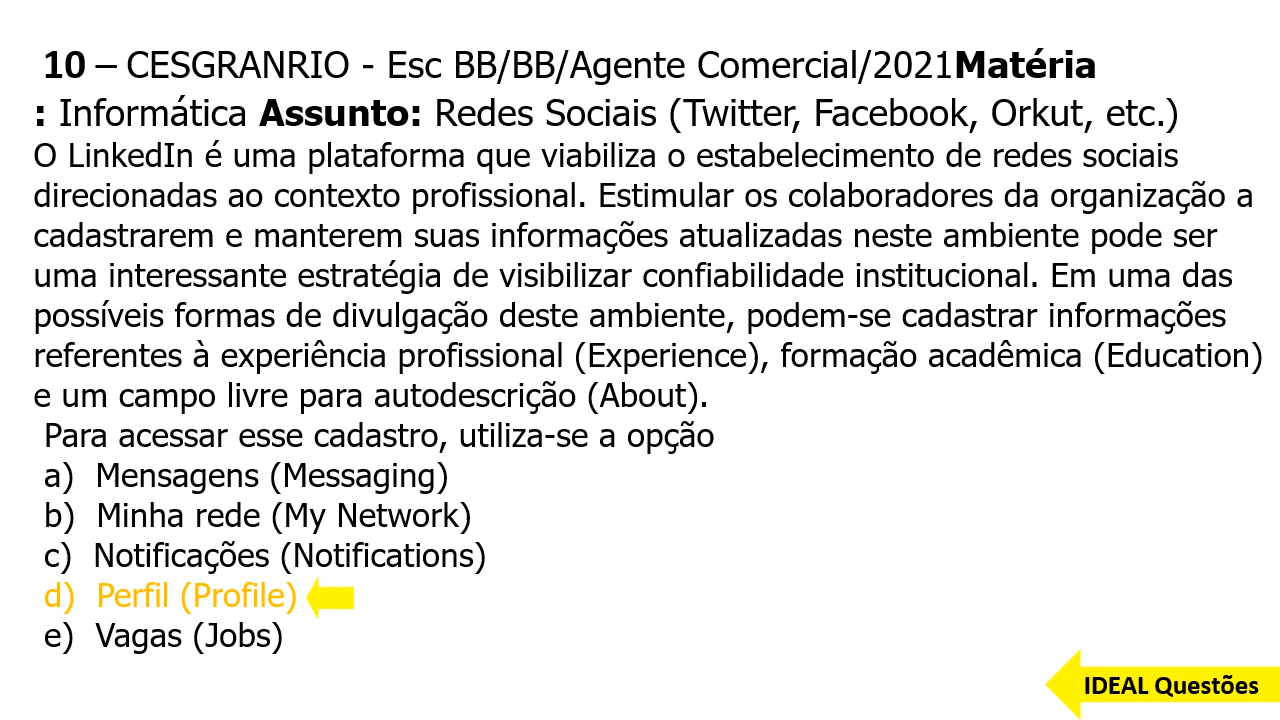 10 – CESGRANRIO - Esc BB/BB/Agente Comercial/2021Matéria
: Informática Assunto: Redes Sociais (Twitter, Facebook, Orkut, etc.)
O LinkedIn é uma plataforma que viabiliza o estabelecimento de redes sociais
direcionadas ao contexto profissional. Estimular os colaboradores da organização a
cadastrarem e manterem suas informações atualizadas neste ambiente pode ser
uma interessante estratégia de visibilizar confiabilidade institucional. Em uma das
possíveis formas de divulgação deste ambiente, podem-se cadastrar informações
referentes à experiência profissional (Experience), formação acadêmica (Education)
e um campo livre para autodescrição (About).
Para acessar esse cadastro, utiliza-se a opção
a) Mensagens (Messaging)
b) Minha rede (My Network)
c) Notificações (Notifications)
d) Perfil (Profile)
e) Vagas (Jobs)
IDEAL Questões